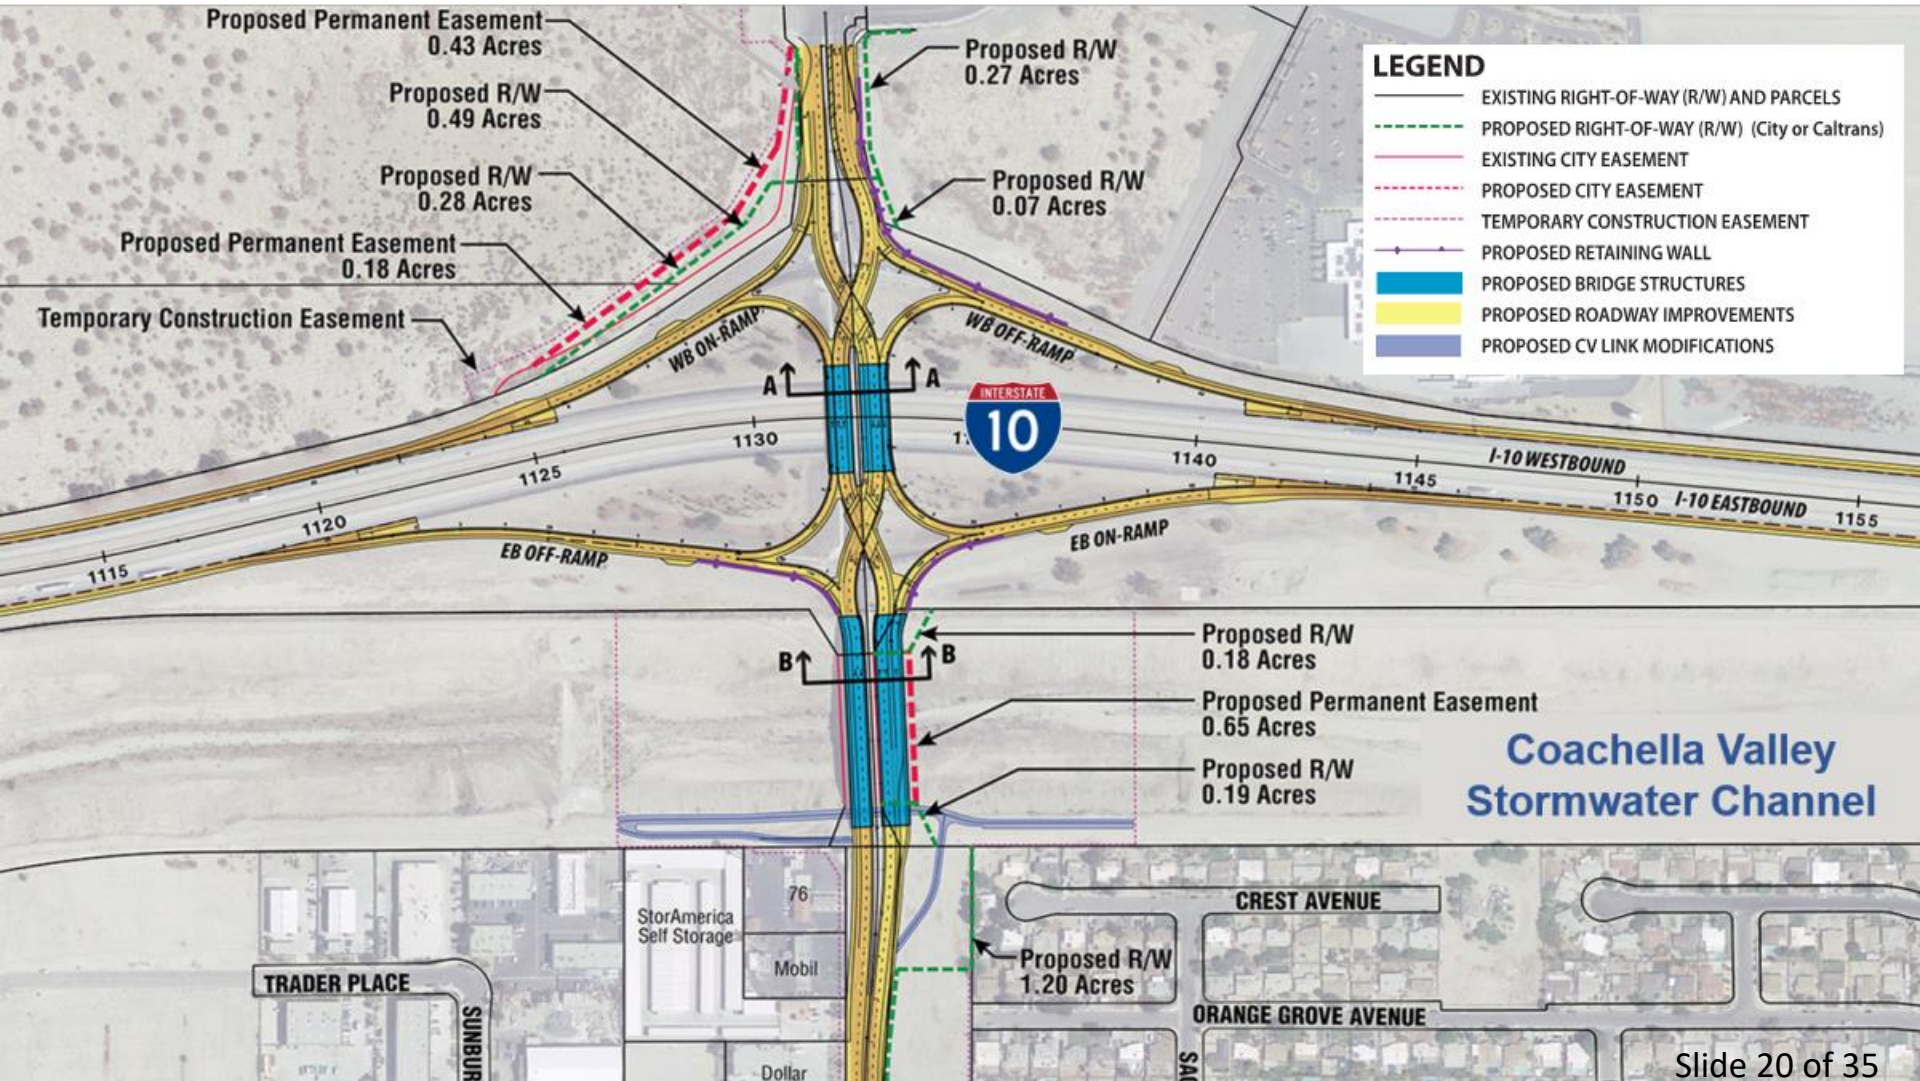 Proposed Permanent Easement
0.43 Acres
Proposed R/W
0.49 Acres
Proposed R/W
0.28 Acres
Proposed Permanent Easement
0.18 Acres
Temporary Construction Easement
Proposed R/W
0.27 Acres
Proposed R/W
0.07 Acres
LEGEND
EXISTING RIGHT-OF-WAY (R/W) AND PARCELS
PROPOSED RIGHT-OF-WAY (R/W) (City or Caltrans)
EXISTING CITY EASEMENT
PROPOSED CITY EASEMENT
TEMPORARY CONSTRUCTION EASEMENT
PROPOSED RETAINING WALL
PROPOSED BRIDGE STRUCTURES
PROPOSED ROADWAY IMPROVEMENTS
PROPOSED CV LINK MODIFICATIONS
WB ON-RAMP
WB OFF-RAMP
A
A
INTERSTATE
10
1115
1120
1125
1130
1140
1145
1150
1155
I-10 WESTBOUND
I-10 EASTBOUND
EB OFF-RAMP
EB ON-RAMP
B
B
Proposed R/W
0.18 Acres
Proposed Permanent Easement
0.65 Acres
Proposed R/W
0.19 Acres
Coachella Valley
Stormwater Channel
StorAmerica
Self Storage
76
Mobil
Dollar
TRADER PLACE
SUNBUR
CREST AVENUE
Proposed R/W
1.20 Acres
ORANGE GROVE AVENUE
SAG
Slide 20 of 35